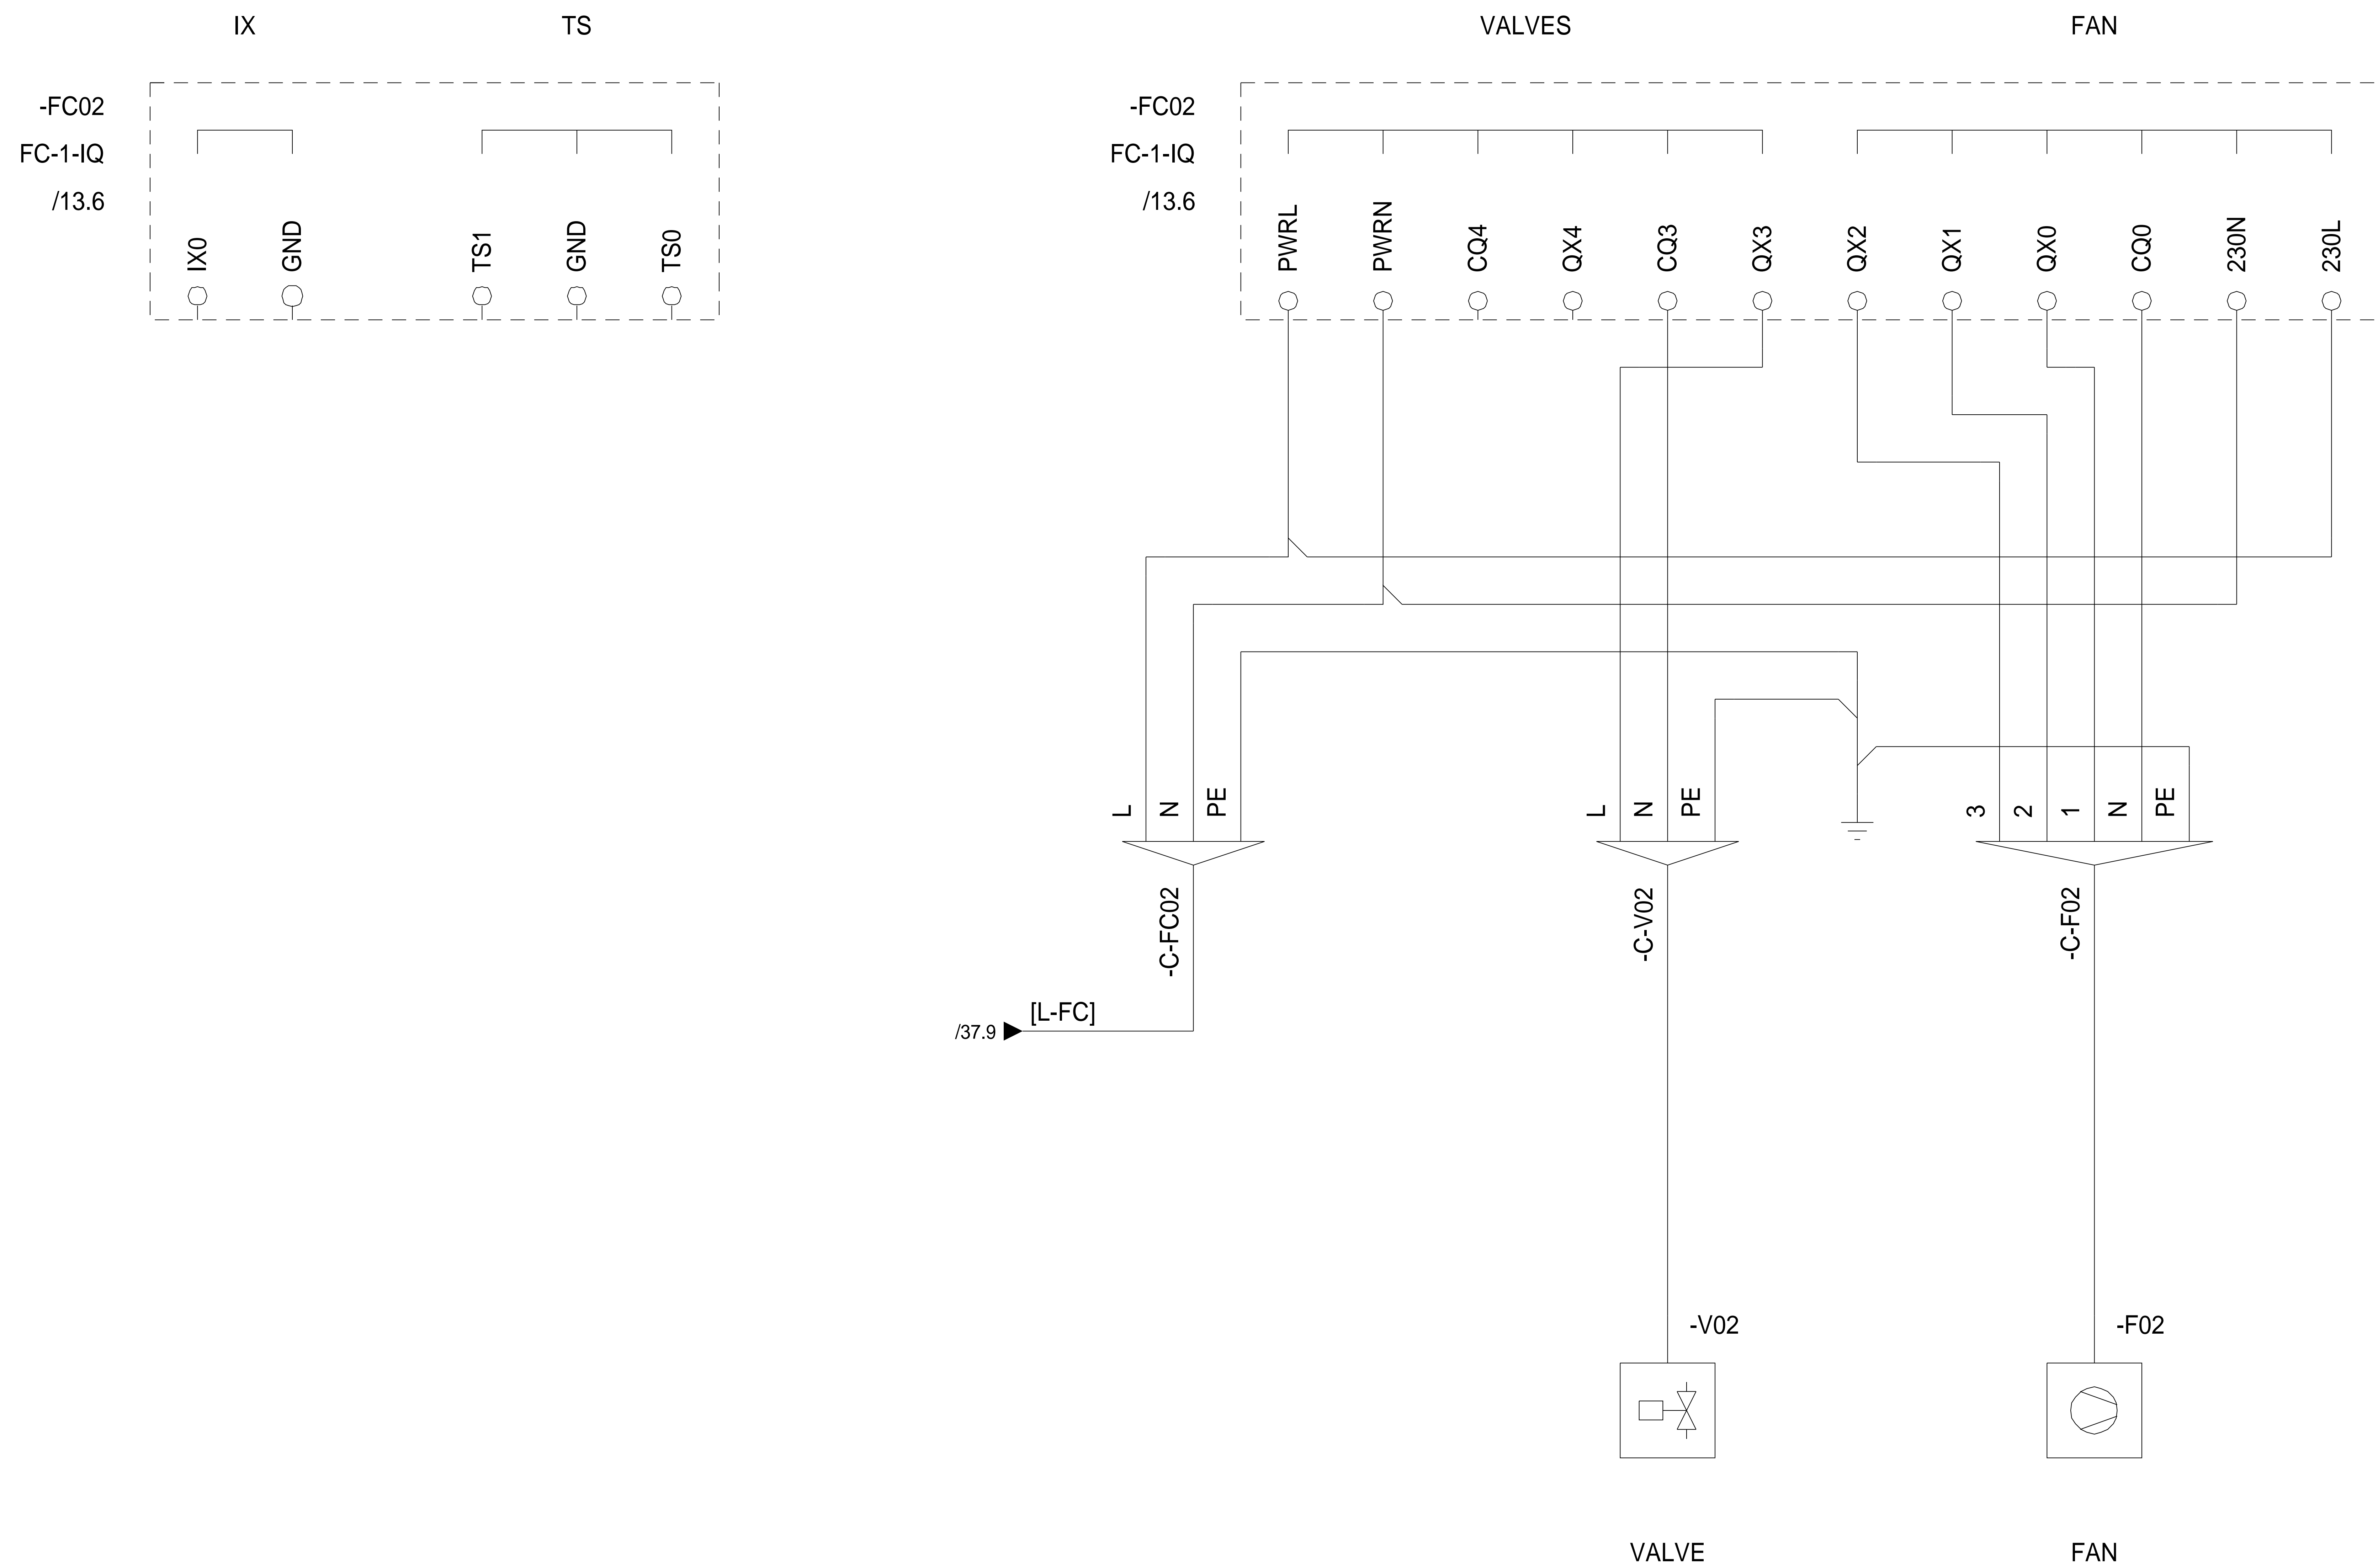 IX
TS
VALVES
FAN
-FC02
FC-1-IQ
/13.6
IX0
GND
TS1
GND
TS0
-FC02
FC-1-IQ
/13.6
PWRL
PWRN
CQ4
QX4
CQ3
QX3
QX2
QX1
QX0
CQ0
230N
230L
L
N
PE
L
N
PE
3
2
1
N
PE
-C-FC02
-C-V02
-C-F02
/37.9
[L-FC]
-V02
-F02
VALVE
FAN